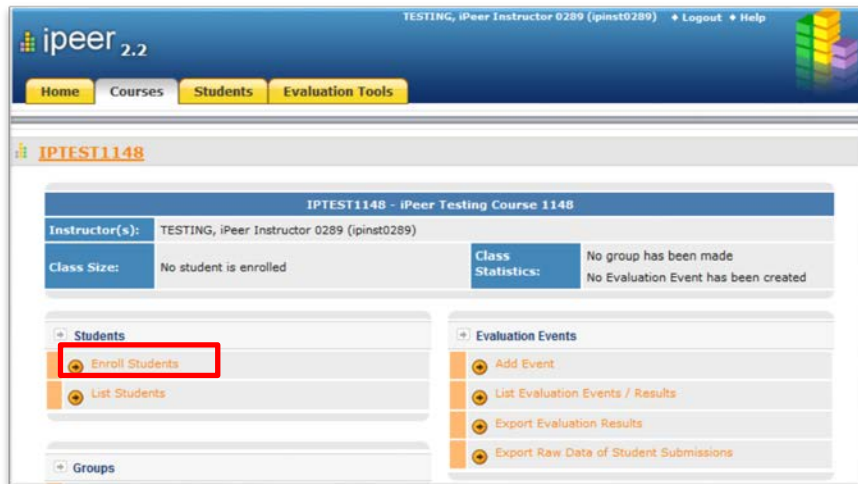 TESTING, iPeer Instructor 0289 (ipinst0289) Logout Help
ipeer 2.2
Home Courses Students Evaluation Tools
IPTEST1148
IPTEST1148 - iPeer Testing Course 1148
Instructor(s): TESTING, iPeer Instructor 0289 (ipinst0289)
Class Size: No student is enrolled
Class Statistics:
No group has been made
No Evaluation Event has been created
Students
Enroll Students
List Students
Groups
Evaluation Events
Add Event
List Evaluation Events / Results
Export Evaluation Results
Export Raw Data of Student Submissions